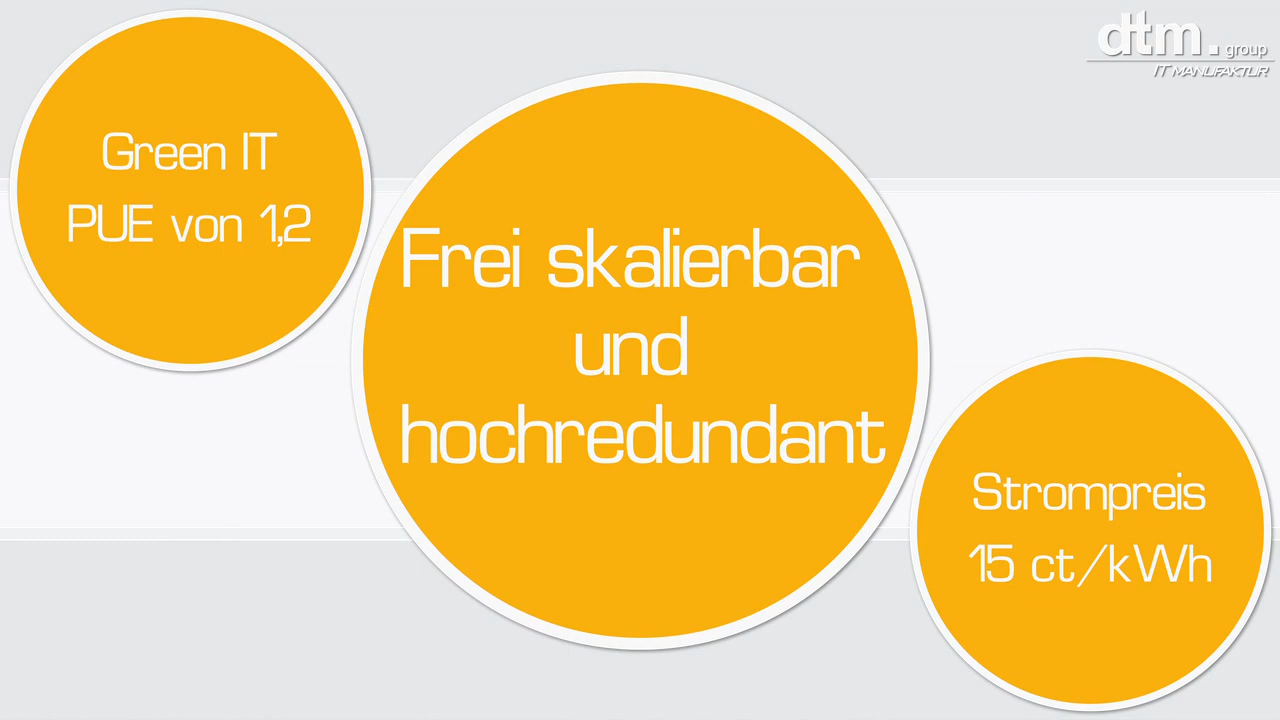 Green IT
PUE von 1,2
Frei skalierbar
und
hochredundant
Strompreis
15 ct/kWh
dtm.group
IT MANUFAKTUR